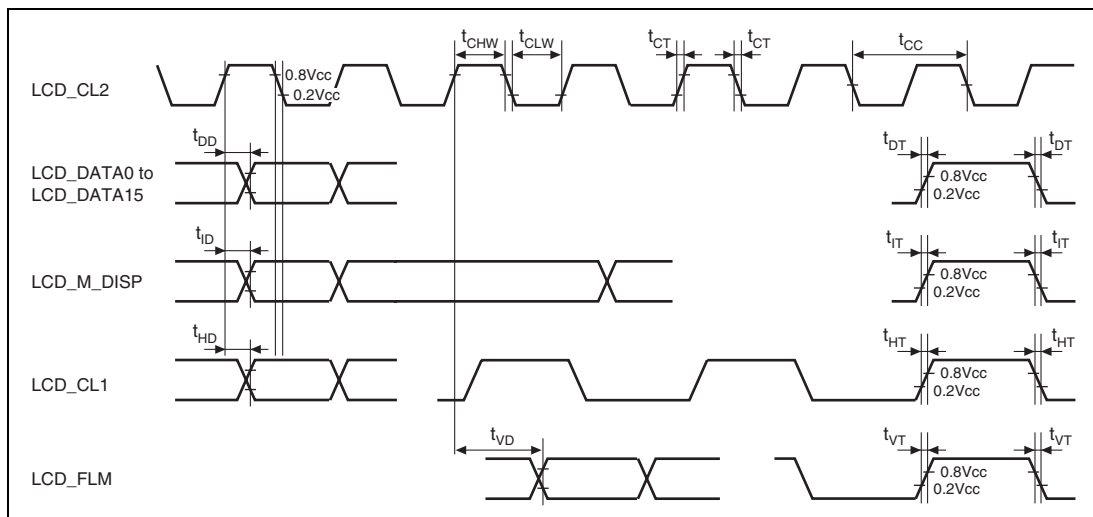 tCHW tCLW tCT tCT tCC
LCD_CL2
0.8Vcc
0.2Vcc
tDD tDT tDT
LCD_DATA0 to
LCD_DATA15
0.8Vcc
0.2Vcc
tID tIT tIT
LCD_M_DISP
0.8Vcc
0.2Vcc
tHD tHT tHT
LCD_CL1
0.8Vcc
0.2Vcc
tVD tVT tVT
LCD_FLM
0.8Vcc
0.2Vcc